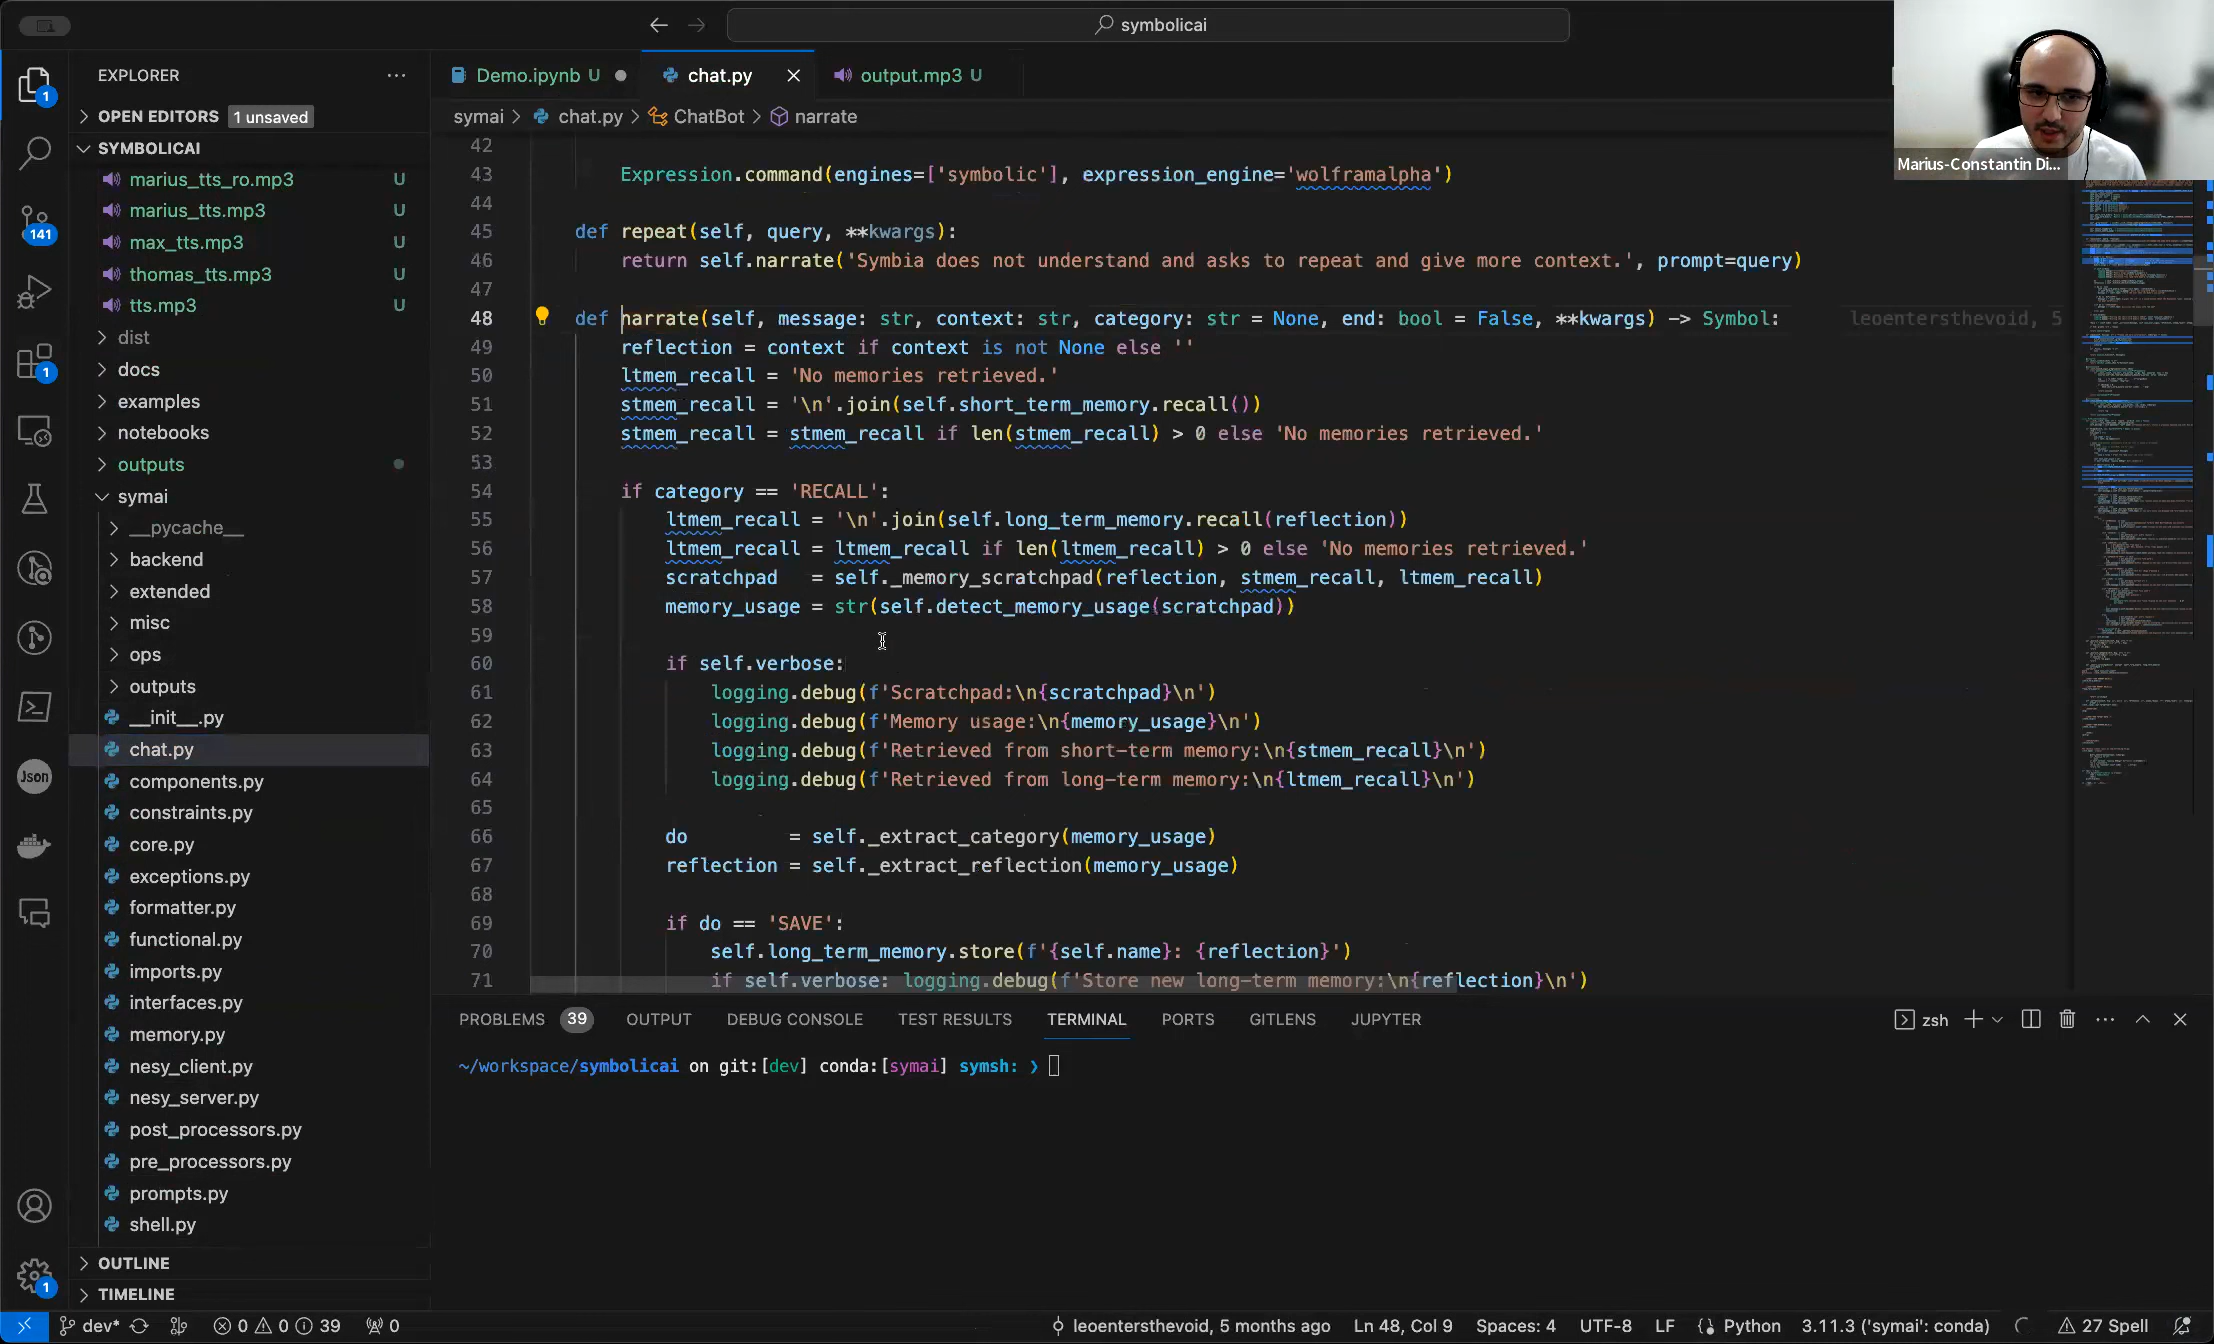 symbolicai
Marius-Constantin Di...
EXPLORER
OPEN EDITORS 1 unsaved
SYMBOLICAI
marius_tts_ro.mp3 U
marius_tts.mp3 U
max_tts.mp3 U
thomas_tts.mp3 U
tts.mp3 U
dist
docs
examples
notebooks
outputs
symai
__pycache__
backend
extended
misc
ops
outputs
__init__.py
chat.py
components.py
constraints.py
core.py
exceptions.py
formatter.py
functional.py
imports.py
interfaces.py
memory.py
nesy_client.py
nesy_server.py
post_processors.py
pre_processors.py
prompts.py
shell.py
OUTLINE
TIMELINE
1
141
1
Json
1
Demo.ipynb U chat.py output.mp3 U
symai > chat.py > ChatBot > narrate
42
43 Expression.command(engines=['symbolic'], expression_engine='wolframalpha')
44
45 def repeat(self, query, **kwargs):
46 return self.narrate('Symbia does not understand and asks to repeat and give more context.', prompt=query)
47
48 def narrate(self, message: str, context: str, category: str = None, end: bool = False, **kwargs) -> Symbol: leoentersthevoid, 5
49 reflection = context if context is not None else ''
50 ltmem_recall = 'No memories retrieved.'
51 stmem_recall = '\n'.join(self.short_term_memory.recall())
52 stmem_recall = stmem_recall if len(stmem_recall) > 0 else 'No memories retrieved.'
53
54 if category == 'RECALL':
55 ltmem_recall = '\n'.join(self.long_term_memory.recall(reflection))
56 ltmem_recall = ltmem_recall if len(ltmem_recall) > 0 else 'No memories retrieved.'
57 scratchpad = self._memory_scratchpad(reflection, stmem_recall, ltmem_recall)
58 memory_usage = str(self.detect_memory_usage(scratchpad))
59
60 if self.verbose:
61 logging.debug(f'Scratchpad:\n{scratchpad}\n')
62 logging.debug(f'Memory usage:\n{memory_usage}\n')
63 logging.debug(f'Retrieved from short-term memory:\n{stmem_recall}\n')
64 logging.debug(f'Retrieved from long-term memory:\n{ltmem_recall}\n')
65
66 do = self._extract_category(memory_usage)
67 reflection = self._extract_reflection(memory_usage)
68
69 if do == 'SAVE':
70 self.long_term_memory.store(f'{self.name}: {reflection}')
71 if self.verbose: logging.debug(f'Store new long-term memory:\n{reflection}\n')
PROBLEMS 39 OUTPUT DEBUG CONSOLE TEST RESULTS TERMINAL PORTS GITLENS JUPYTER zsh
~/workspace/symbolicai on git:[dev] conda:[symai] symsh: ❯
dev* 0 0 39 0 leoentersthevoid, 5 months ago Ln 48, Col 9 Spaces: 4 UTF-8 LF Python 3.11.3 ('symai': conda) 27 Spell